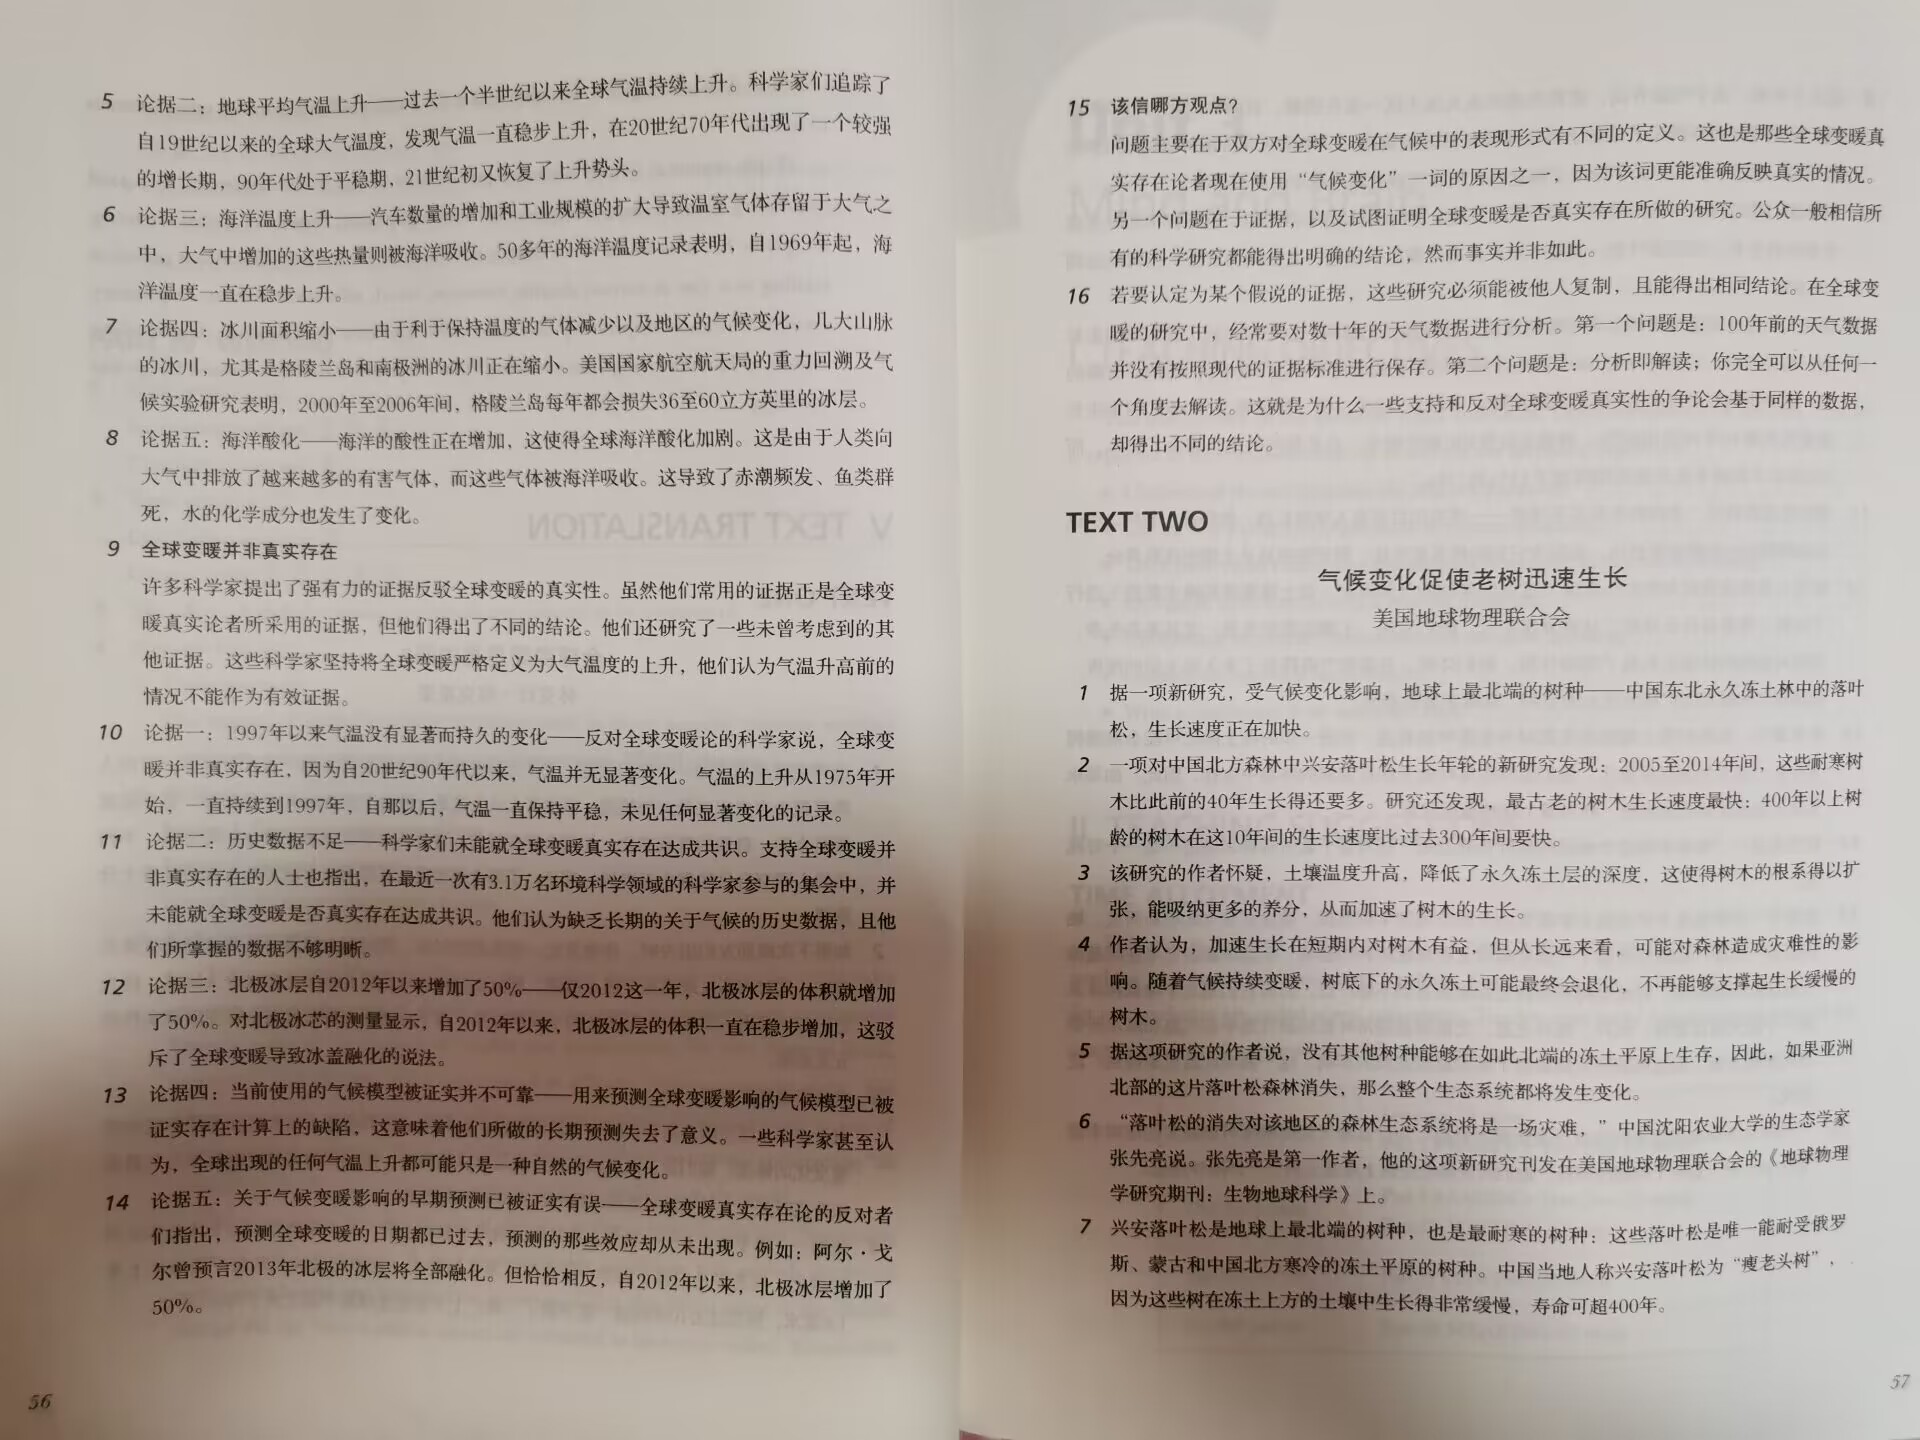 5 论据二：地球平均气温上升——过去一个半世纪以来全球气温持续上升。科学家们追踪了
自19世纪以来的全球大气温度，发现气温一直稳步上升，在20世纪70年代出现了一个较强
的增长期，90年代处于平稳期，21世纪初又恢复了上升势头。
6 论据三：海洋温度上升——汽车数量的增加和工业规模的扩大导致温室气体存留于大气之
中，大气中增加的这些热量则被海洋吸收。50多年的海洋温度记录表明，自1969年起，海
洋温度一直在稳步上升。
7 论据四：冰川面积缩小——由于利于保持温度的气体减少以及地区的气候变化，几大山脉
的冰川，尤其是格陵兰岛和南极洲的冰川正在缩小。美国国家航空航天局的重力回溯及气
候实验研究表明，2000年至2006年间，格陵兰岛每年都会损失36至60立方英里的冰层。
8 论据五：海洋酸化——海洋的酸性正在增加，这使得全球海洋酸化加剧。这是由于人类向
大气中排放了越来越多的有害气体，而这些气体被海洋吸收。这导致了赤潮频发、鱼类群
死，水的化学成分也发生了变化。
9 全球变暖并非真实存在
许多科学家提出了强有力的证据反驳全球变暖的真实性。虽然他们常用的证据正是全球变
暖真实论者所采用的证据，但他们得出了不同的结论。他们还研究了一些未曾考虑到的其
他证据。这些科学家坚持将全球变暖严格定义为大气温度的上升，他们认为气温升高前的
情况不能作为有效证据。
10 论据一：1997年以来气温没有显著而持久的变化——反对全球变暖论的科学家说，全球变
暖并非真实存在，因为自20世纪90年代以来，气温并无显著变化。气温的上升从1975年开
始，一直持续到1997年，自那以后，气温一直保持平稳，未见任何显著变化的记录。
11 论据二：历史数据不足——科学家们未能就全球变暖真实存在达成共识。支持全球变暖并
非真实存在的人士也指出，在最近一次有3.1万名环境科学领域的科学家参与的集会中，并
未能就全球变暖是否真实存在达成共识。他们认为缺乏长期的关于气候的历史数据，且他
们所掌握的数据不够明晰。
12 论据三：北极冰层自2012年以来增加了50%——仅2012这一年，北极冰层的体积就增加
了50%。对北极冰芯的测量显示，自2012年以来，北极冰层的体积一直在稳步增加，这驳
斥了全球变暖导致冰盖融化的说法。
13 论据四：当前使用的气候模型被证实并不可靠——用来预测全球变暖影响的气候模型已被
证实存在计算上的缺陷，这意味着他们所做的长期预测失去了意义。一些科学家甚至认
为，全球出现的任何气温上升都可能只是一种自然的气候变化。
14 论据五：关于气候变暖影响的早期预测已被证实有误——全球变暖真实存在论的反对者
们指出，预测全球变暖的日期都已过去，预测的那些效应却从未出现。例如：阿尔·戈
尔曾预言2013年北极的冰层将全部融化。但恰恰相反，自2012年以来，北极冰层增加了
50%。
56
15 该信哪方观点？
问题主要在于双方对全球变暖在气候中的表现形式有不同的定义。这也是那些全球变暖真
实存在论者现在使用“气候变化”一词的原因之一，因为该词更能准确反映真实的情况。
另一个问题在于证据，以及试图证明全球变暖是否真实存在所做的研究。公众一般相信所
有的科学研究都能得出明确的结论，然而事实并非如此。
16 若要认定为某个假说的证据，这些研究必须能被他人复制，且能得出相同结论。在全球变
暖的研究中，经常要对数十年的天气数据进行分析。第一个问题是：100年前的天气数据
并没有按照现代的证据标准进行保存。第二个问题是：分析即解读；你完全可以从任何一
个角度去解读。这就是为什么一些支持和反对全球变暖真实性的争论会基于同样的数据，
却得出不同的结论。
TEXT TWO
气候变化促使老树迅速生长
美国地球物理联合会
1 据一项新研究，受气候变化影响，地球上最北端的树种——中国东北永久冻土林中的落叶
松，生长速度正在加快。
2 一项对中国北方森林中兴安落叶松生长年轮的新研究发现：2005至2014年间，这些耐寒树
木比此前的40年生长得还要多。研究还发现，最古老的树木生长速度最快：400年以上树
龄的树木在这10年间的生长速度比过去300年间要快。
3 该研究的作者怀疑，土壤温度升高，降低了永久冻土层的深度，这使得树木的根系得以扩
张，能吸纳更多的养分，从而加速了树木的生长。
4 作者认为，加速生长在短期内对树木有益，但从长远来看，可能对森林造成灾难性的影
响。随着气候持续变暖，树底下的永久冻土可能最终会退化，不再能够支撑起生长缓慢的
树木。
5 据这项研究的作者说，没有其他树种能够在如此北端的冻土平原上生存，因此，如果亚洲
北部的这片落叶松森林消失，那么整个生态系统都将发生变化。
6 “落叶松的消失对该地区的森林生态系统将是一场灾难，”中国沈阳农业大学的生态学家
张先亮说。张先亮是第一作者，他的这项新研究刊发在美国地球物理联合会的《地球物理
学研究期刊：生物地球科学》上。
7 兴安落叶松是地球上最北端的树种，也是最耐寒的树种：这些落叶松是唯一能耐受俄罗
斯、蒙古和中国北方寒冷的冻土平原的树种。中国当地人称兴安落叶松为“瘦老头树”，
因为这些树在冻土上方的土壤中生长得非常缓慢，寿命可超400年。
57